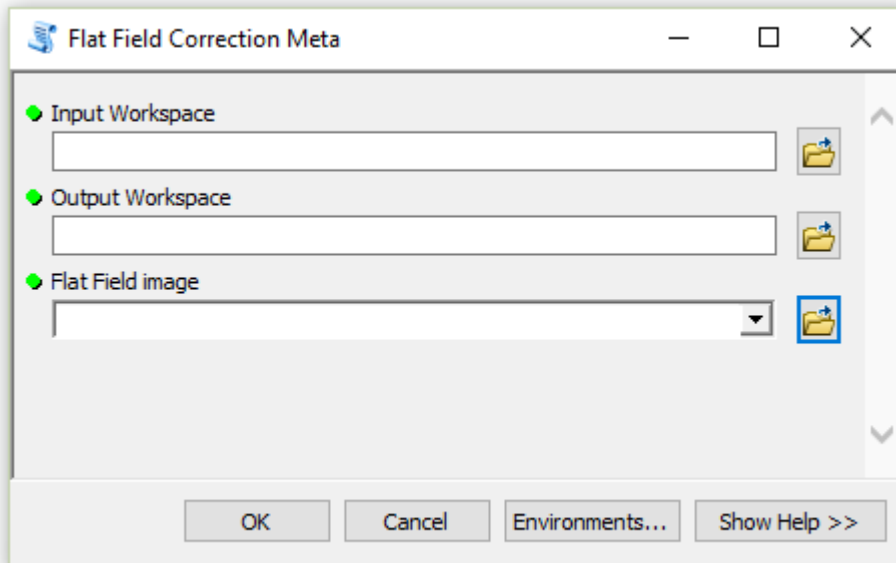 Flat Field Correction Meta
Input Workspace
Output Workspace
Flat Field image
OK Cancel Environments... Show Help >>